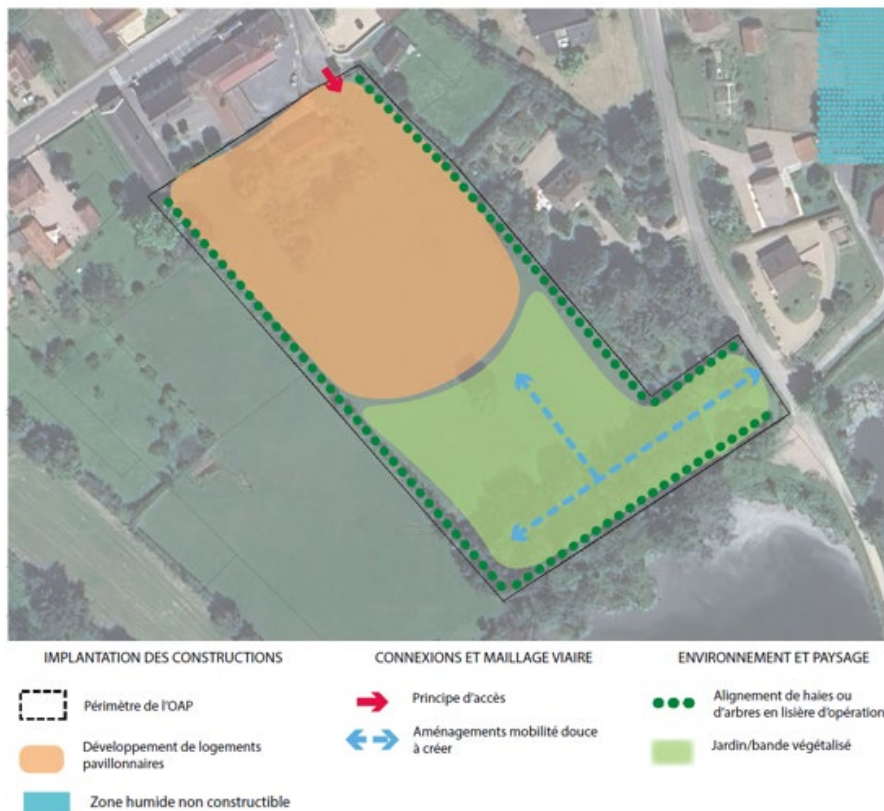 IMPLANTATION DES CONSTRUCTIONS
Périmètre de l'OAP
Développement de logements
pavillonnaires
Zone humide non constructible
CONNEXIONS ET MAILLAGE VIAIRE
Principe d'accès
Aménagements mobilité douce
à créer
ENVIRONNEMENT ET PAYSAGE
Alignement de haies ou
d'arbres en lisière d'opération
Jardin/bande végétalisé